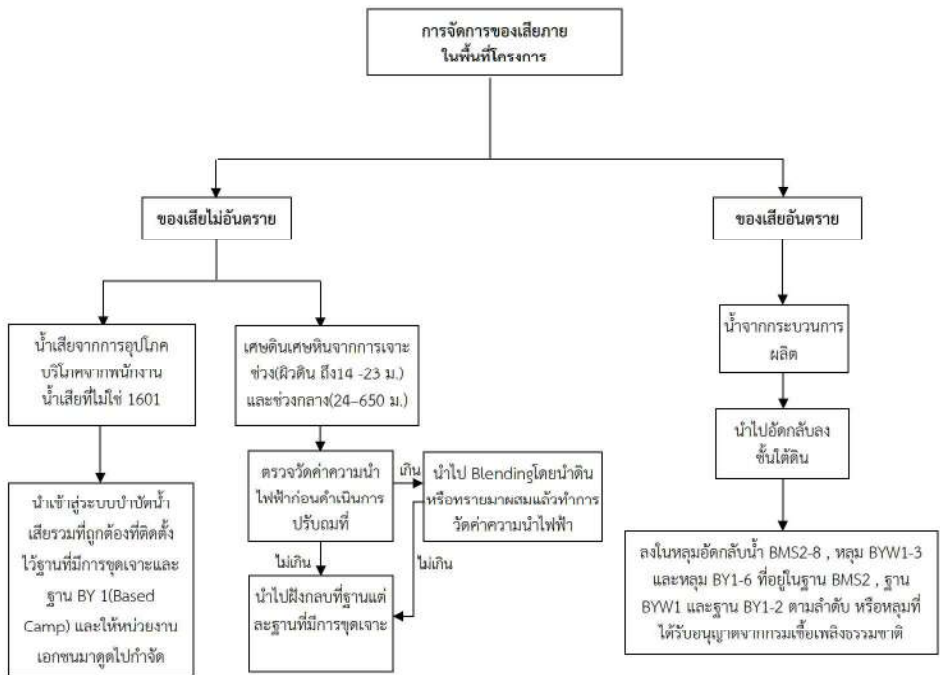 การจัดการของเสียภาย
ในพื้นที่โครงการ
ของเสียไม่อันตราย
ของเสียอันตราย
น้ำเสียจากการอุปโภค
บริโภคจากพนักงาน
น้ำเสียที่ไม่ใช่ 1601
เศษดินเศษหินจากการเจาะ
ช่วง(ผิวดิน ถึง14 -23 ม.)
และช่วงกลาง(24–650 ม.)
น้ำจากกระบวนการ
ผลิต
นำไปอัดกลับลง
ชั้นใต้ดิน
ตรวจวัดค่าความนำ
ไฟฟ้าก่อนดำเนินการ
ปรับถมที่
เกิน
นำไป Blendingโดยนำดิน
หรือทรายมาผสมแล้วทำการ
วัดค่าความนำไฟฟ้า
นำเข้าสู่ระบบบำบัดน้ำ
เสียรวมที่ถูกต้องที่ติดตั้ง
ไว้ฐานที่มีการขุดเจาะและ
ฐาน BY 1(Based
Camp) และให้หน่วยงาน
เอกชนมาดูดไปกำจัด
ไม่เกิน
ไม่เกิน
นำไปฝังกลบที่ฐานแต่
ละฐานที่มีการขุดเจาะ
ลงในหลุมอัดกลับน้ำ BMS2-8 , หลุม BYW1-3
และหลุม BY1-6 ที่อยู่ในฐาน BMS2 , ฐาน
BYW1 และฐาน BY1-2 ตามลำดับ หรือหลุมที่
ได้รับอนุญาตจากกรมเชื้อเพลิงธรรมชาติ